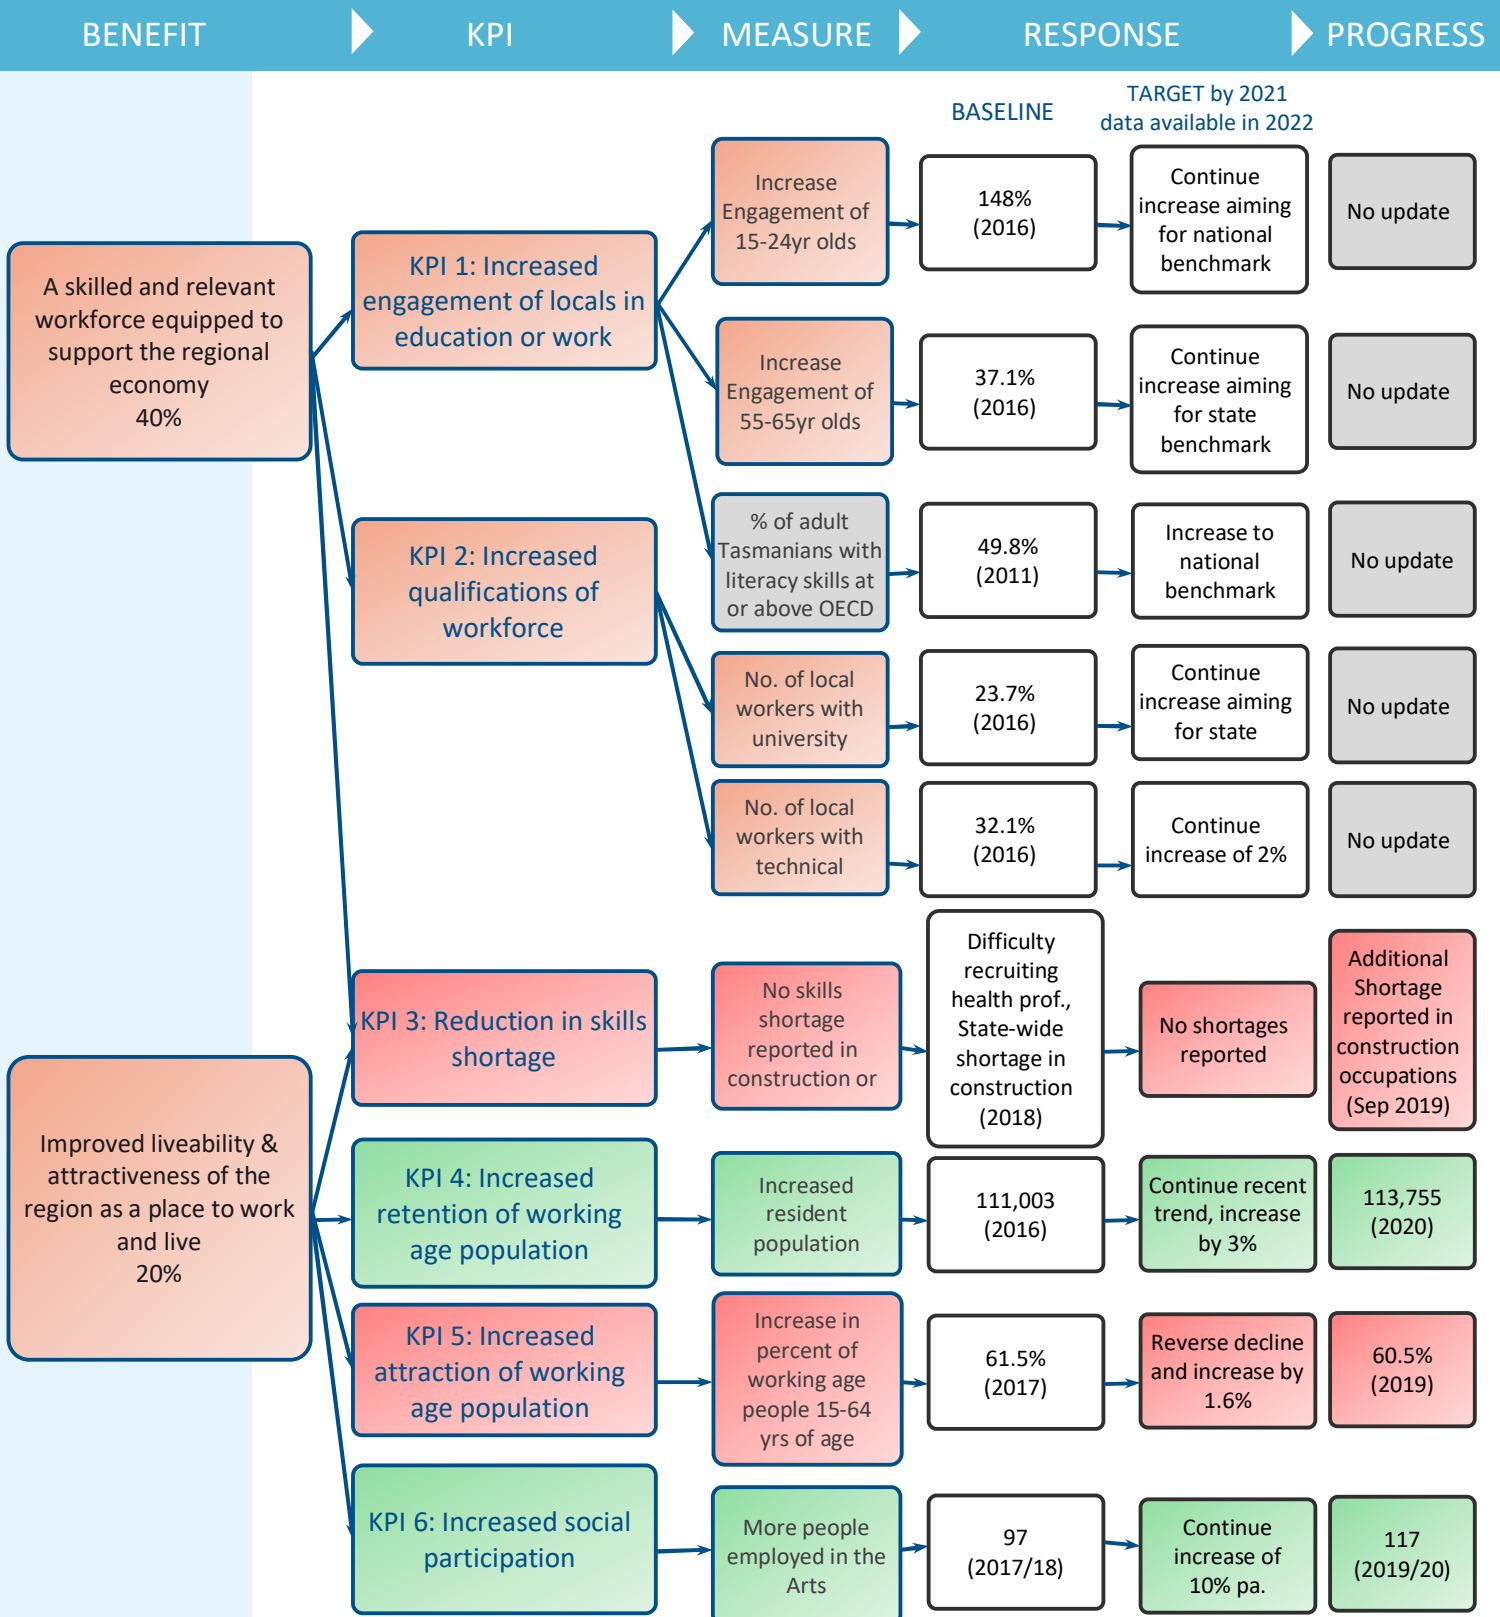 BENEFIT
KPI
MEASURE
RESPONSE
PROGRESS
BASELINE
TARGET by 2021
data available in 2022
A skilled and relevant
workforce equipped to
support the regional
economy
40%
KPI 1: Increased
engagement of locals in
education or work
Increase
Engagement of
15-24yr olds
148%
(2016)
Continue
increase aiming
for national
benchmark
No update
Increase
Engagement of
55-65yr olds
37.1%
(2016)
Continue
increase aiming
for state
benchmark
No update
% of adult
Tasmanians with
literacy skills at
or above OECD
49.8%
(2011)
Increase to
national
benchmark
No update
KPI 2: Increased
qualifications of
workforce
No. of local
workers with
university
23.7%
(2016)
Continue
increase aiming
for state
No update
No. of local
workers with
technical
32.1%
(2016)
Continue
increase of 2%
No update
KPI 3: Reduction in skills
shortage
No skills
shortage
reported in
construction or
Difficulty
recruiting
health prof.,
State-wide
shortage in
construction
(2018)
No shortages
reported
Additional
Shortage
reported in
construction
occupations
(Sep 2019)
Improved liveability &
attractiveness of the
region as a place to work
and live
20%
KPI 4: Increased
retention of working
age population
Increased
resident
population
111,003
(2016)
Continue recent
trend, increase
by 3%
113,755
(2020)
KPI 5: Increased
attraction of working
age population
Increase in
percent of
working age
people 15-64
yrs of age
61.5%
(2017)
Reverse decline
and increase by
1.6%
60.5%
(2019)
KPI 6: Increased social
participation
More people
employed in the
Arts
97
(2017/18)
Continue
increase of
10% pa.
117
(2019/20)